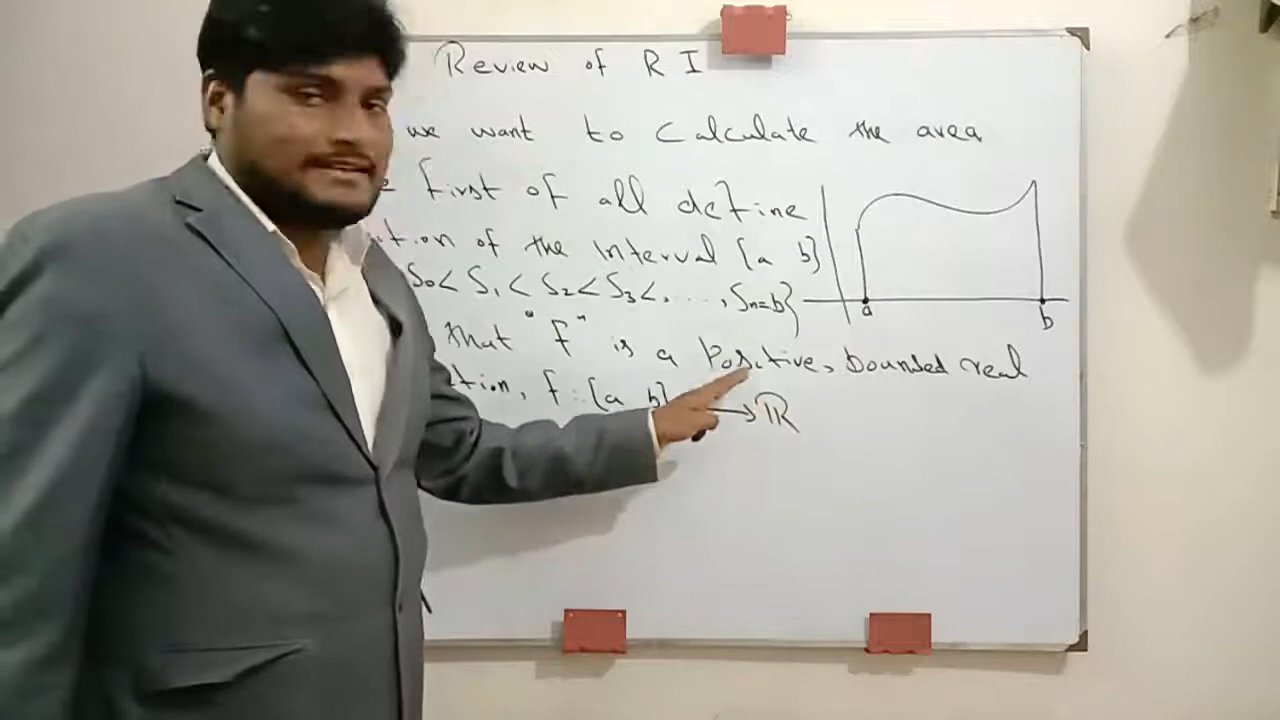 Review of R I
we want to calculate the area
first of all define
of the interval [a b]
S₀< S₁< S₂< S₃<, ..., Sₙ=b}
that "f" is a Positive, bounded real
f:[a b] → ℝ
a
b